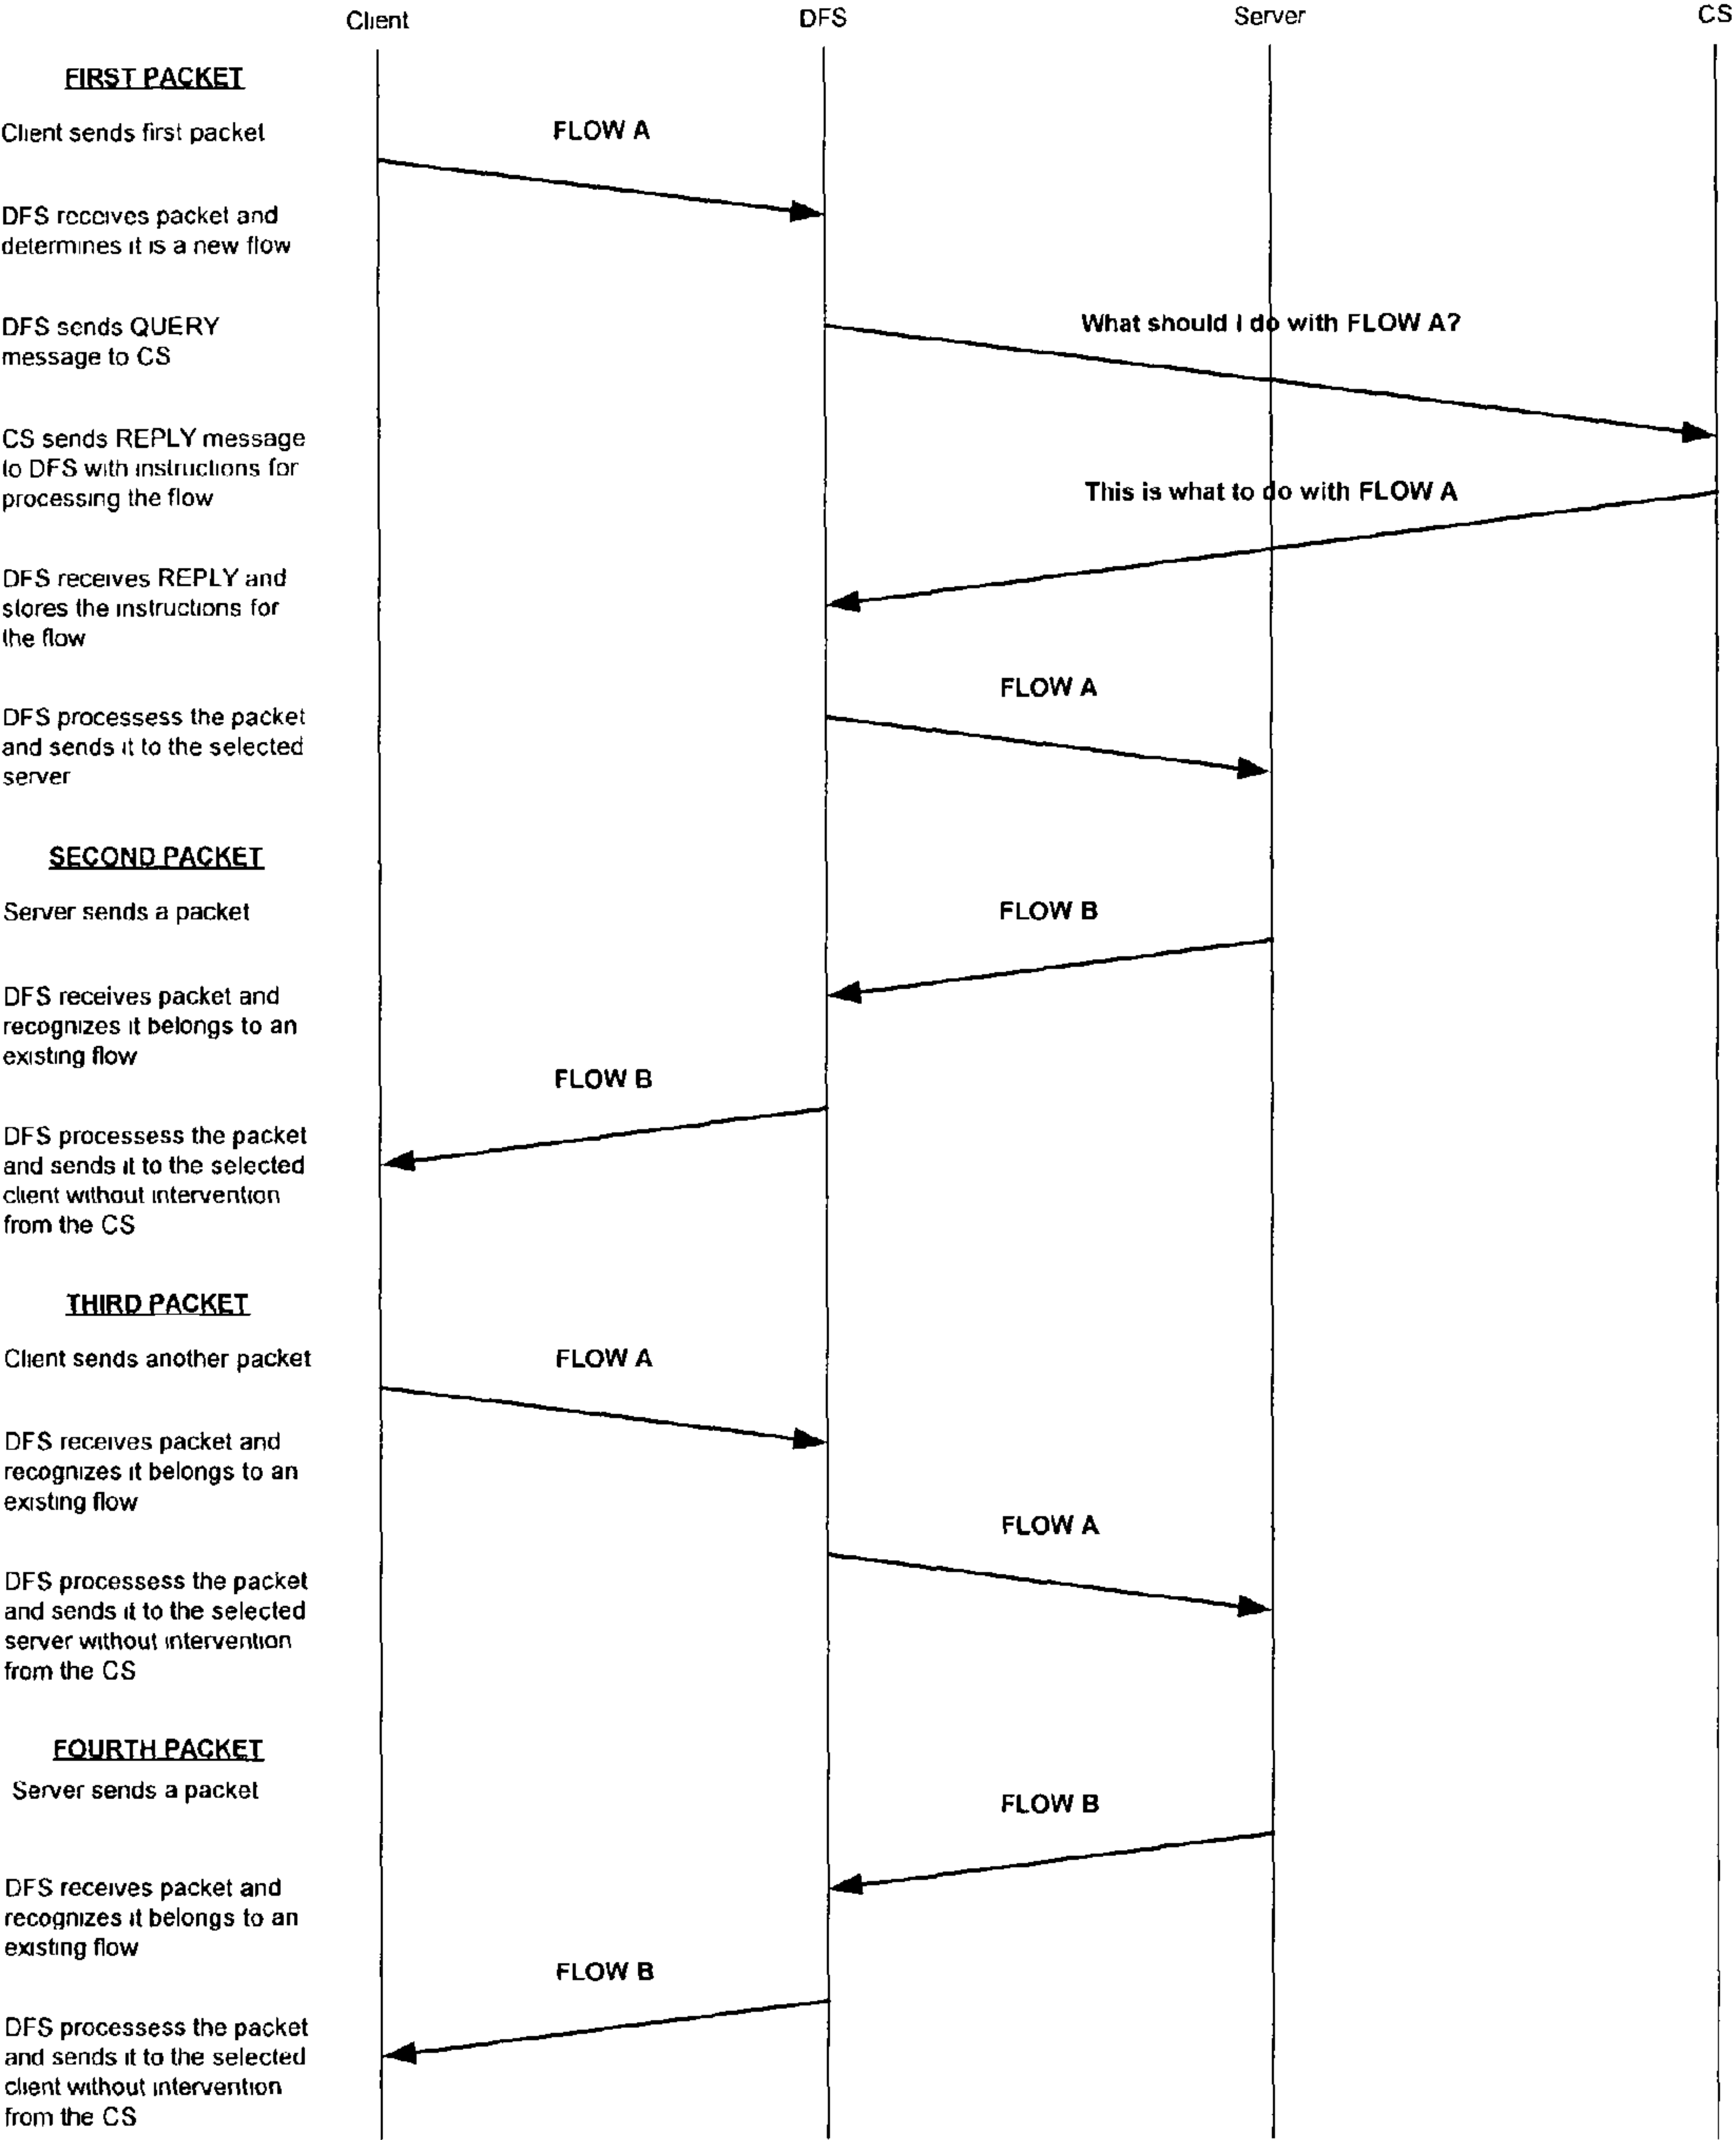 Client DFS Server CS
FIRST PACKET
Client sends first packet
FLOW A
DFS receives packet and
determines it is a new flow
DFS sends QUERY
message to CS
What should I do with FLOW A?
CS sends REPLY message
to DFS with instructions for
processing the flow
This is what to do with FLOW A
DFS receives REPLY and
stores the instructions for
the flow
FLOW A
DFS processess the packet
and sends it to the selected
server
SECOND PACKET
Server sends a packet
FLOW B
DFS receives packet and
recognizes it belongs to an
existing flow
FLOW B
DFS processess the packet
and sends it to the selected
client without intervention
from the CS
THIRD PACKET
Client sends another packet
FLOW A
DFS receives packet and
recognizes it belongs to an
existing flow
FLOW A
DFS processess the packet
and sends it to the selected
server without intervention
from the CS
FOURTH PACKET
Server sends a packet
FLOW B
DFS receives packet and
recognizes it belongs to an
existing flow
FLOW B
DFS processess the packet
and sends it to the selected
client without intervention
from the CS